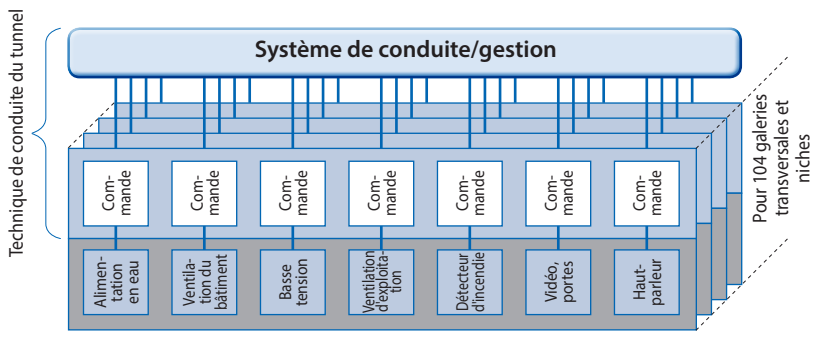 Système de conduite/gestion
Technique de conduite du tunnel
Com-
mande
Com-
mande
Com-
mande
Com-
mande
Com-
mande
Com-
mande
Com-
mande
Alimen-
tation
en eau
Ventila-
tion du
bâtiment
Basse
tension
Ventilation
d'exploita-
tion
Détecteur
d'incendie
Vidéo,
portes
Haut-
parleur
Pour 104 galeries
transversales et
niches